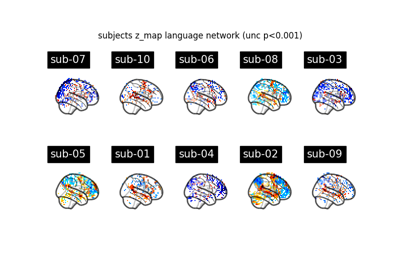 subjects z_map language network (unc p<0.001)
sub-07 sub-10 sub-06 sub-08 sub-03
sub-05 sub-01 sub-04 sub-02 sub-09